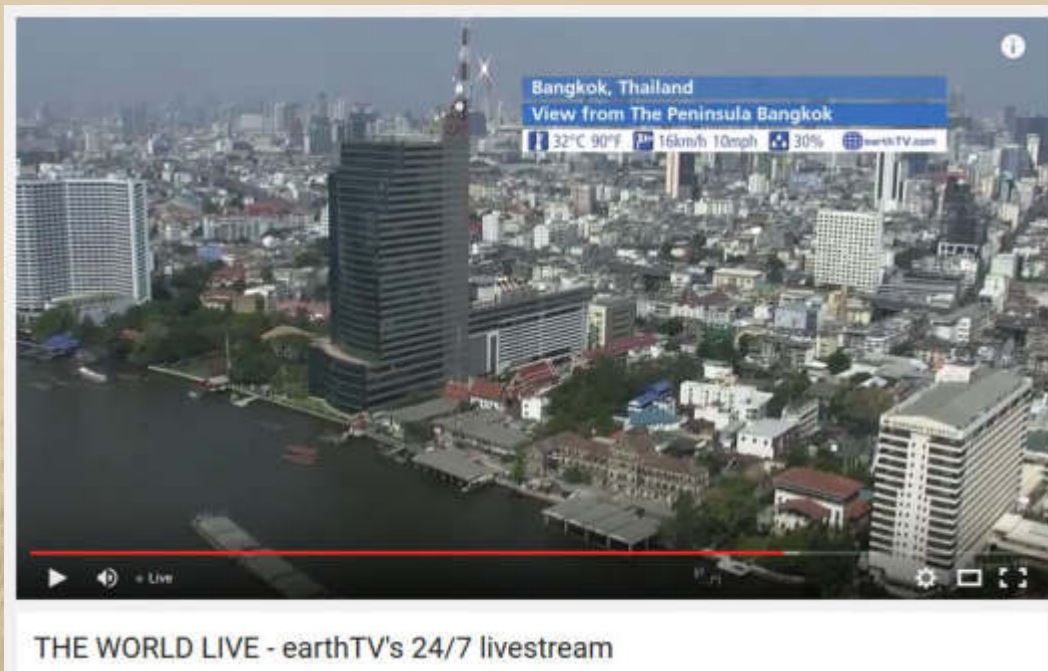 Bangkok, Thailand
View from The Peninsula Bangkok
32°C 90°F 16km/h 10mph 30% earthTV.com
Live
THE WORLD LIVE - earthTV's 24/7 livestream